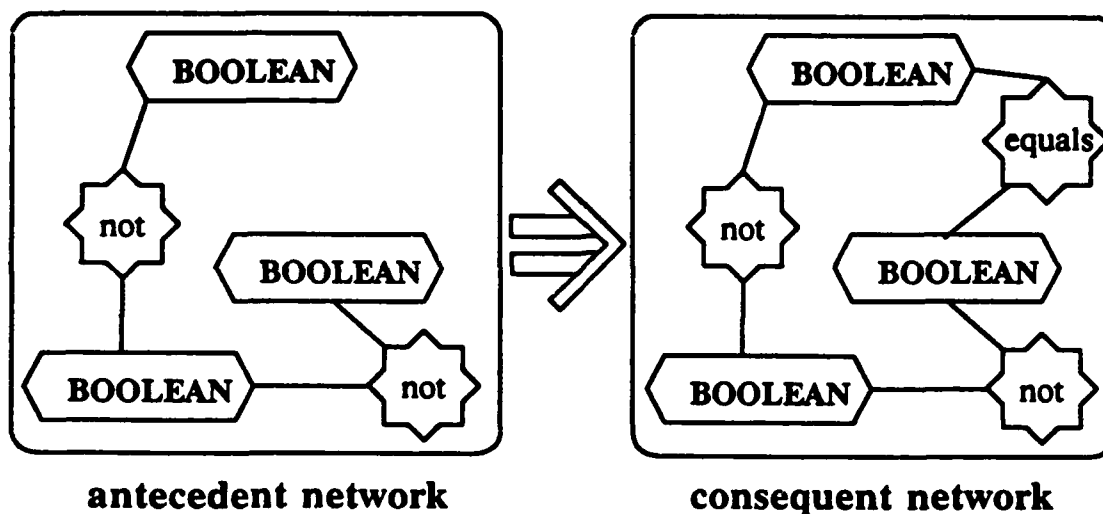 BOOLEAN
not
BOOLEAN
BOOLEAN
not
antecedent network
BOOLEAN
equals
not
BOOLEAN
BOOLEAN
not
consequent network